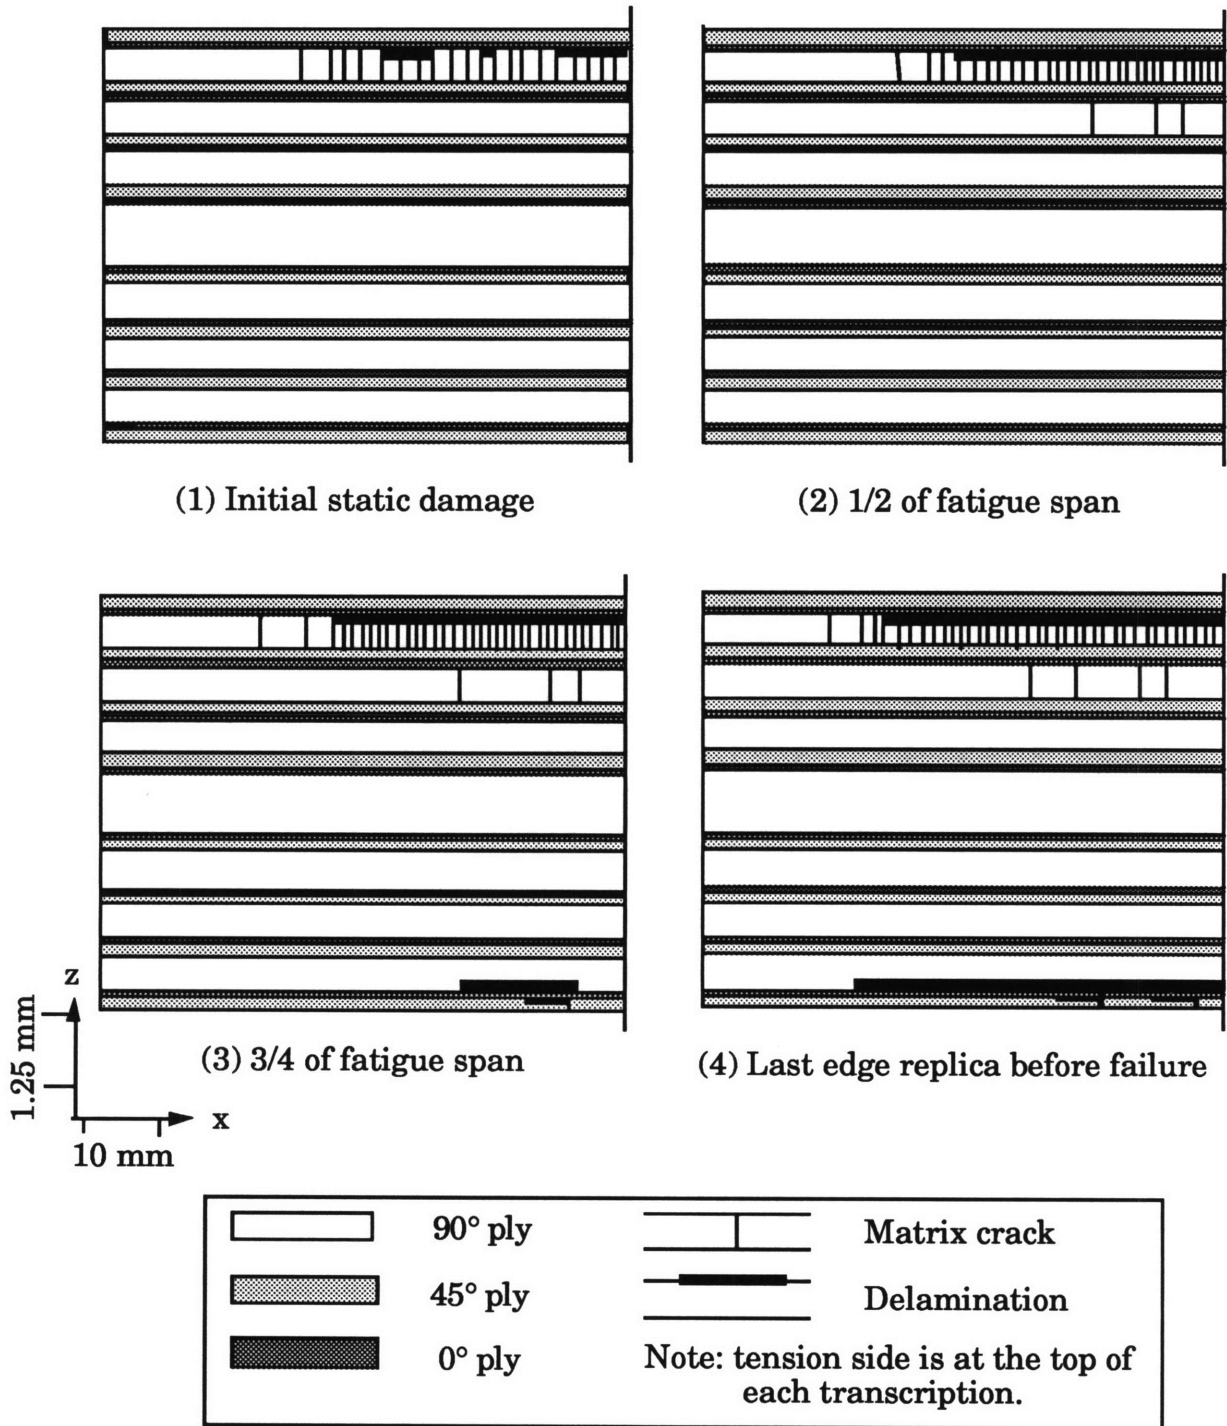 (1) Initial static damage
(2) 1/2 of fatigue span
(3) 3/4 of fatigue span
(4) Last edge replica before failure
z
1.25 mm
x
10 mm
90° ply
Matrix crack
45° ply
Delamination
0° ply
Note: tension side is at the top of
each transcription.